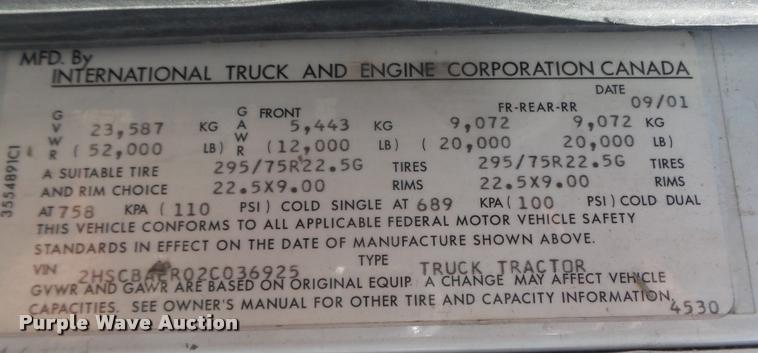 MFD. By
INTERNATIONAL TRUCK AND ENGINE CORPORATION CANADA
DATE
FR-REAR-RR 09/01
GVWR 23,587 KG GAWR FRONT 5,443 KG 9,072 9,072 KG
(52,000 LB) (12,000 LB) (20,000 20,000 LB)
A SUITABLE TIRE 295/75R22.5G TIRES 295/75R22.5G TIRES
AND RIM CHOICE 22.5X9.00 RIMS 22.5X9.00 RIMS
AT 758 KPA (110 PSI) COLD SINGLE AT 689 KPA (100 PSI) COLD DUAL
THIS VEHICLE CONFORMS TO ALL APPLICABLE FEDERAL MOTOR VEHICLE SAFETY
STANDARDS IN EFFECT ON THE DATE OF MANUFACTURE SHOWN ABOVE.
VIN TYPE TRUCK TRACTOR
GVWR AND GAWR ARE BASED ON ORIGINAL EQUIP. A CHANGE MAY AFFECT VEHICLE
CAPACITIES. SEE OWNER'S MANUAL FOR OTHER TIRE AND CAPACITY INFORMATION.
4530
3554891C1
Purple Wave Auction